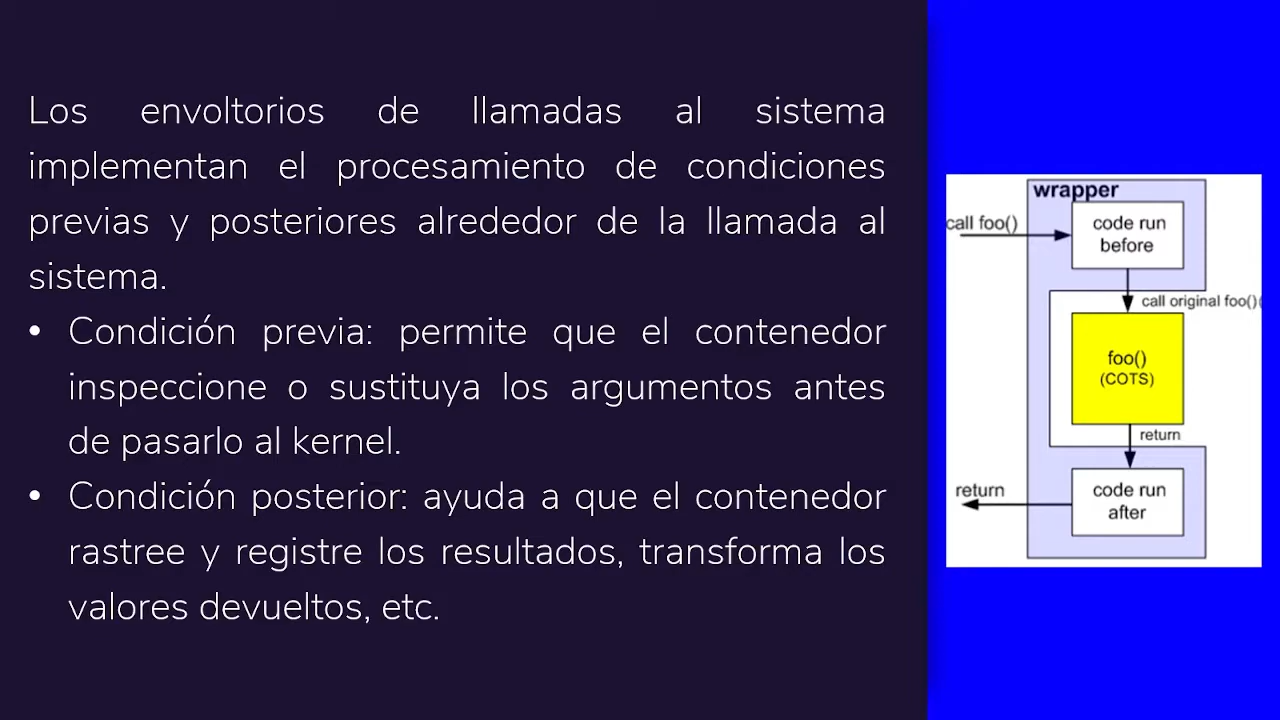 Los envoltorios de llamadas al sistema
implementan el procesamiento de condiciones
previas y posteriores alrededor de la llamada al
sistema.
• Condición previa: permite que el contenedor
inspeccione o sustituya los argumentos antes
de pasarlo al kernel.
• Condición posterior: ayuda a que el contenedor
rastree y registre los resultados, transforma los
valores devueltos, etc.
wrapper
call foo()
code run
before
call original foo()(
foo()
(COTS)
return
return
code run
after